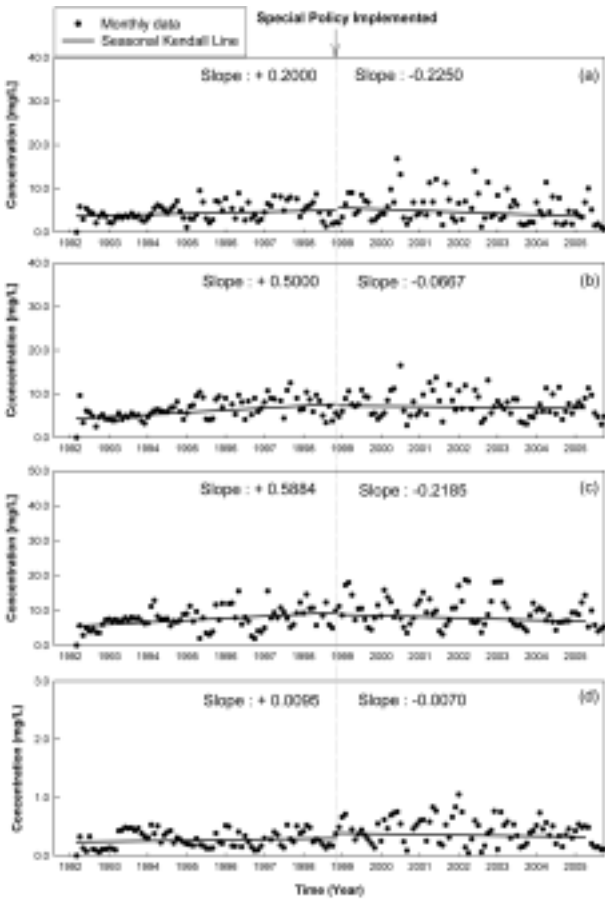 Monthly data
Seasonal Kendall Line
Special Policy Implemented
Concentration [mg/L]
40.0
30.0
20.0
10.0
0.0
Slope : + 0.2000
Slope : -0.2250
(a)
1992 1993 1994 1995 1996 1997 1998 1999 2000 2001 2002 2003 2004 2005
Ccencentration [mg/L]
40.0
30.0
20.0
10.0
0.0
Slope : + 0.5000
Slope : -0.0667
(b)
1992 1993 1994 1995 1996 1997 1998 1999 2000 2001 2002 2003 2004 2005
Concentration [mg/L]
50.0
40.0
30.0
20.0
10.0
0.0
Slope : + 0.5884
Slope : -0.2185
(c)
1992 1993 1994 1995 1996 1997 1998 1999 2000 2001 2002 2003 2004 2005
Concentration (mg/L)
3.0
2.0
1.0
0.0
Slope : + 0.0095
Slope : -0.0070
(d)
1992 1993 1994 1995 1996 1997 1998 1999 2000 2001 2002 2003 2004 2005
Time (Year)